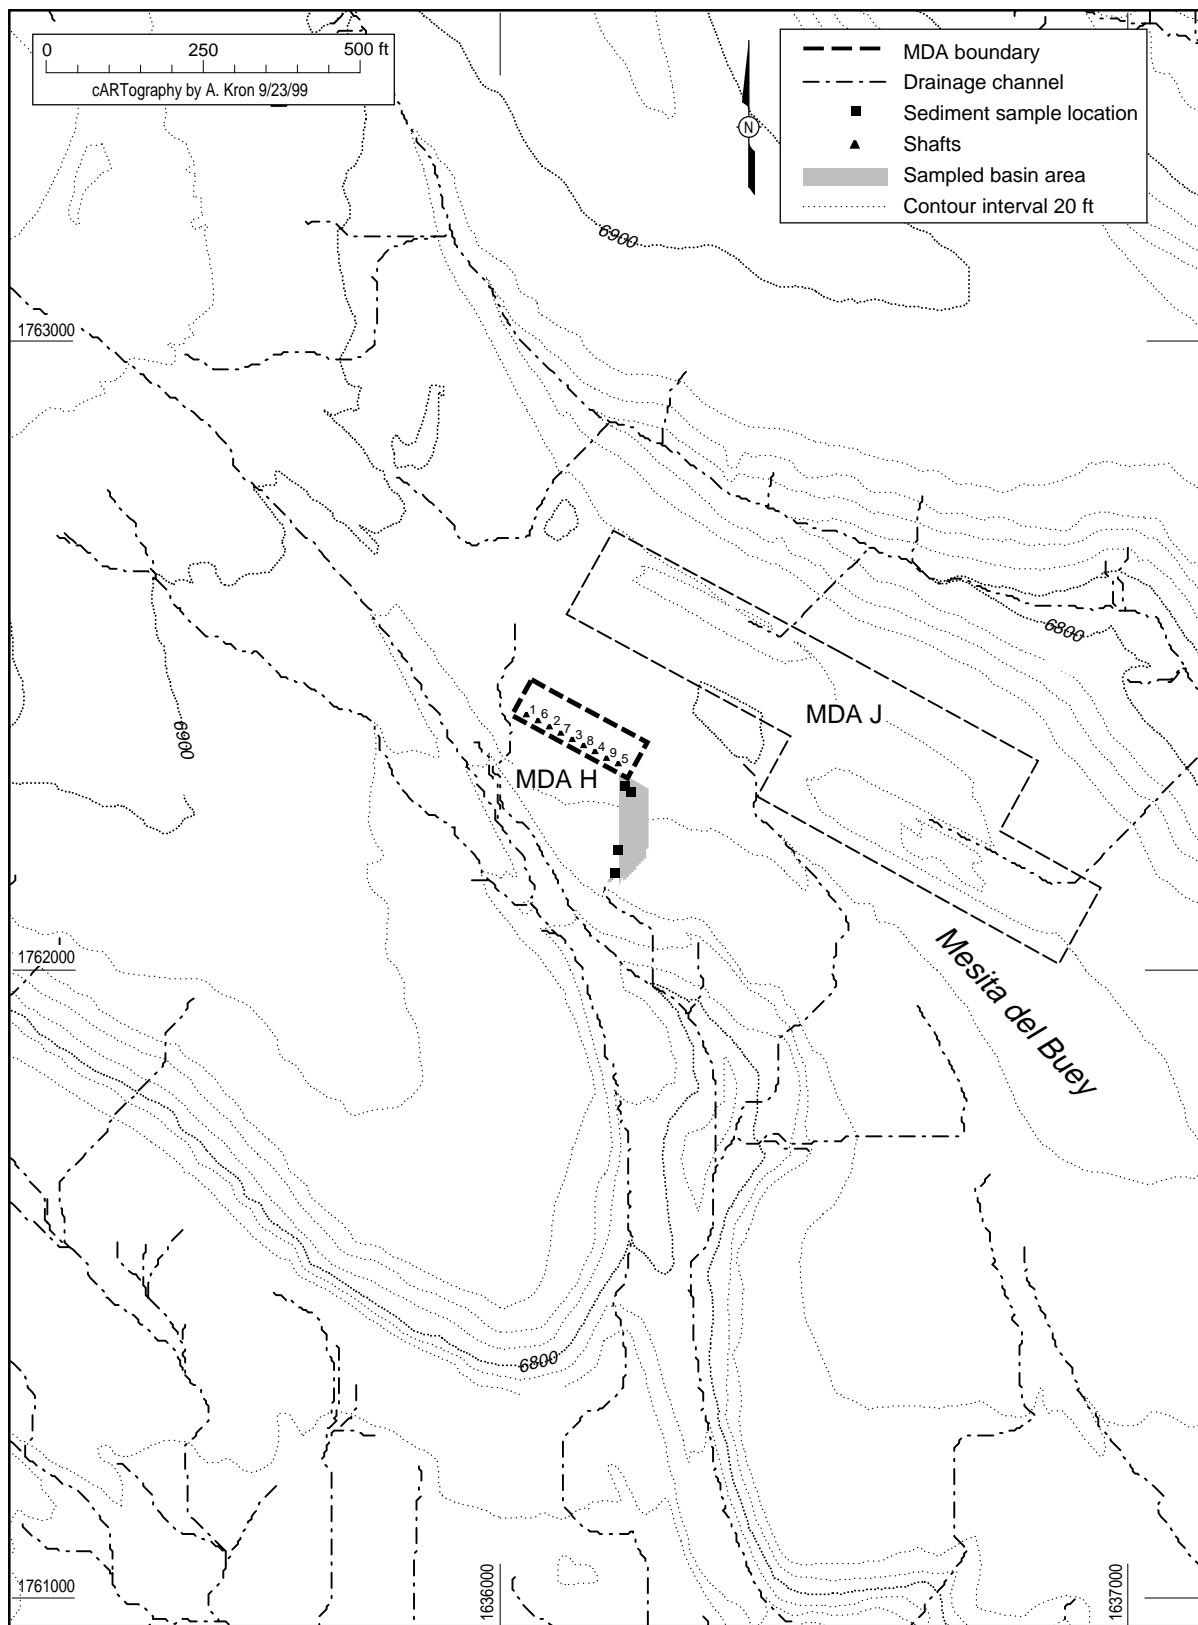 0 250 500 ft
cARTography by A. Kron 9/23/99
N
MDA boundary
Drainage channel
Sediment sample location
Shafts
Sampled basin area
Contour interval 20 ft
6900
1763000
6800
6900
MDA J
1 6 2 7 3 8 4 9 5
MDA H
Mesita del Buey
1762000
6800
1761000
1636000
1637000